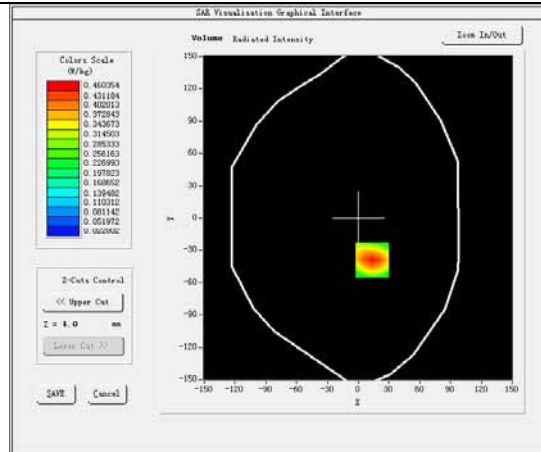 SAR Visualisation Graphical Interface
Volume Radiated Intensity
Zoom In/Out
Colors Scale
(W/kg)
0.460354
0.431184
0.402013
0.372843
0.343673
0.314503
0.285333
0.256163
0.226993
0.197823
0.168652
0.139482
0.110312
0.081142
0.051972
0.022802
Z-Cuts Control
<< Upper Cut
Z = 4.0 mm
Lower Cut >>
SAVE
Cancel
150
120
90
60
30
0
-30
-60
-90
-120
-150
Y
-150 -120 -90 -60 -30 0 30 60 90 120 150
X